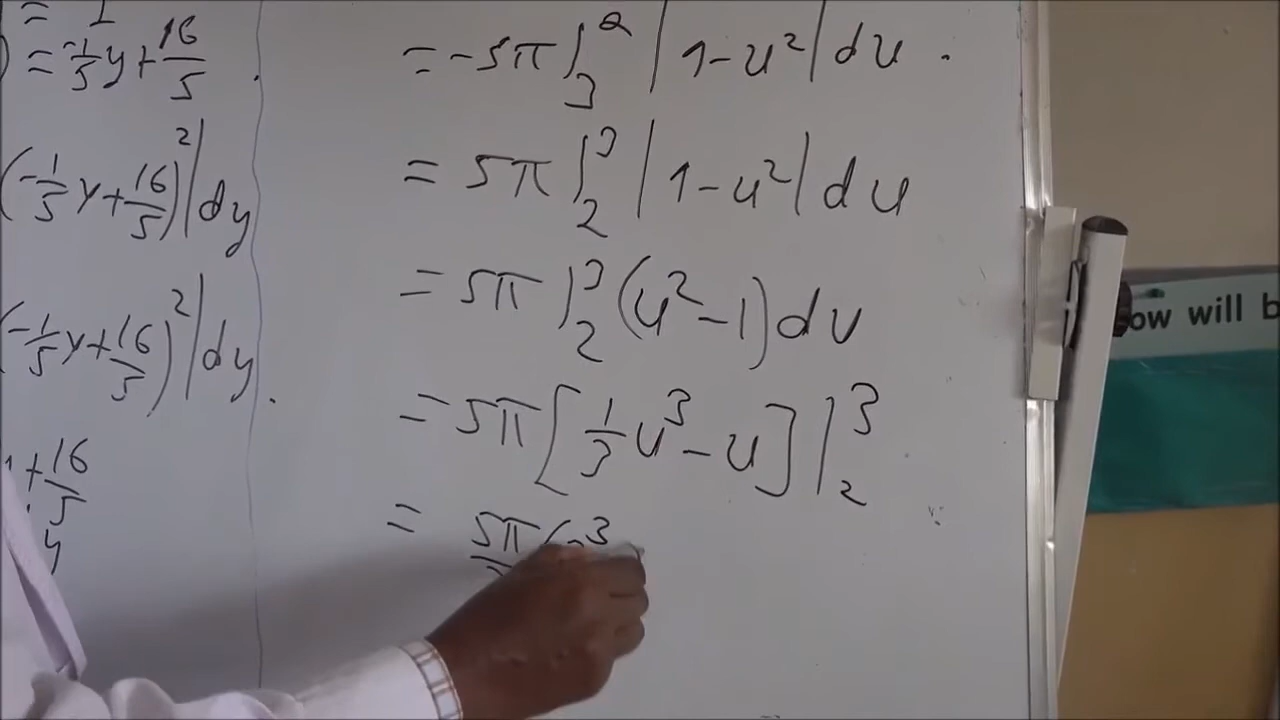 = 1
) = -1/5 y + 16/5 .
(-1/5 y + 16/5)²| dy
(-1/5 y + 16/5)²| dy .
+ 16/5
y
= -5π ∫₃² |1 - u²| du .
= 5π ∫₂³ |1 - u²| du
= 5π ∫₂³ (u² - 1) du
= 5π [1/3 u³ - u] |₂³
= 5π ( ³
ow will b